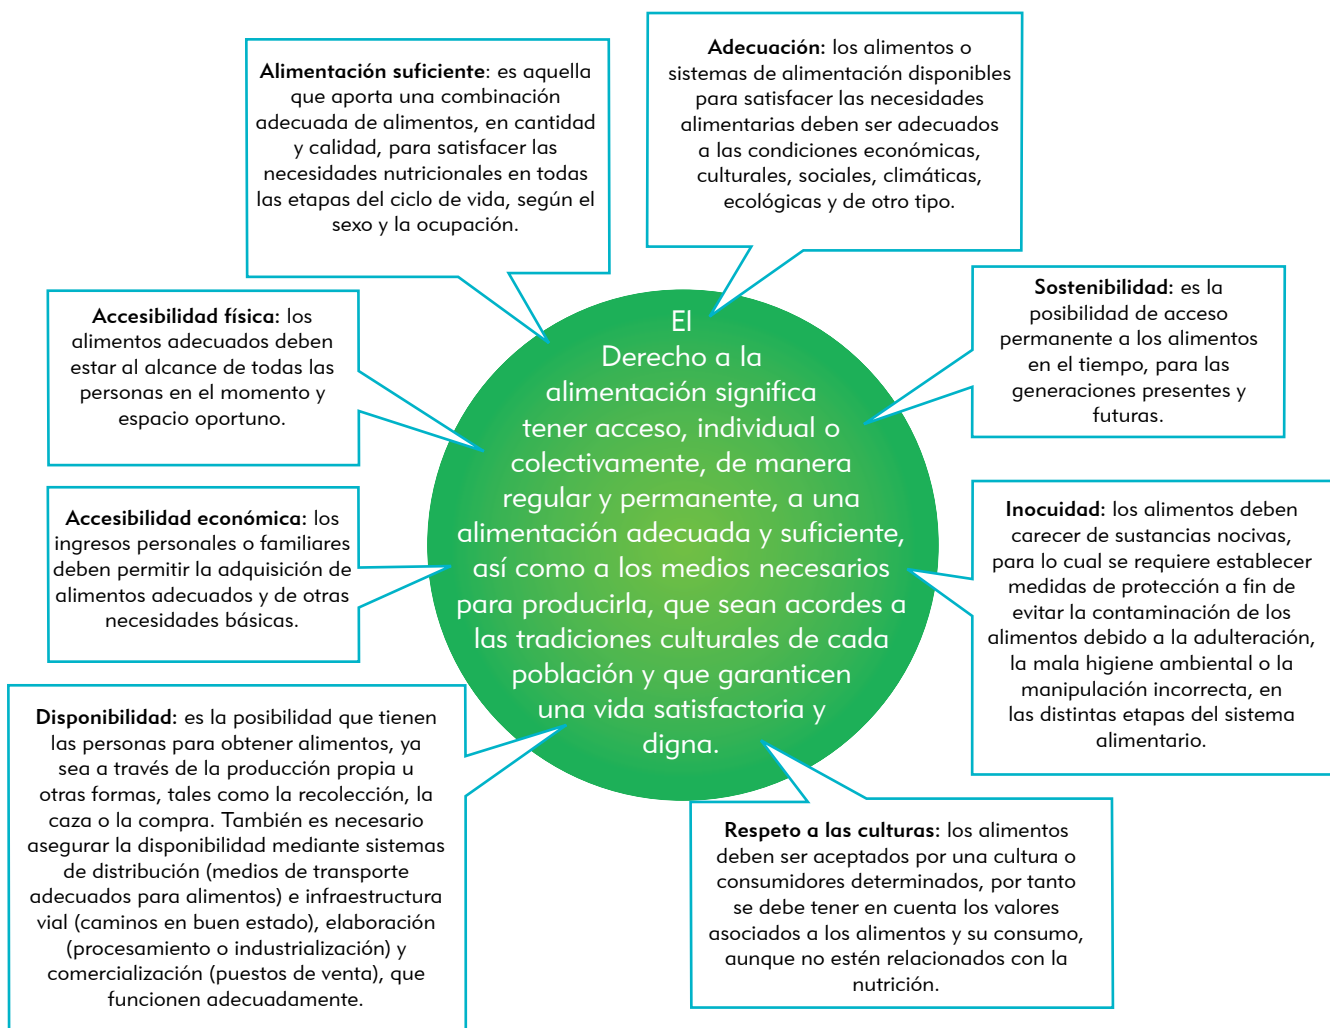 Alimentación suficiente: es aquella
que aporta una combinación
adecuada de alimentos, en cantidad
y calidad, para satisfacer las
necesidades nutricionales en todas
las etapas del ciclo de vida, según el
sexo y la ocupación.
Adecuación: los alimentos o
sistemas de alimentación disponibles
para satisfacer las necesidades
alimentarias deben ser adecuados
a las condiciones económicas,
culturales, sociales, climáticas,
ecológicas y de otro tipo.
Accesibilidad física: los
alimentos adecuados deben
estar al alcance de todas las
personas en el momento y
espacio oportuno.
El
Derecho a la
alimentación significa
tener acceso, individual o
colectivamente, de manera
regular y permanente, a una
alimentación adecuada y suficiente,
así como a los medios necesarios
para producirla, que sean acordes a
las tradiciones culturales de cada
población y que garanticen
una vida satisfactoria y
digna.
Sostenibilidad: es la
posibilidad de acceso
permanente a los alimentos
en el tiempo, para las
generaciones presentes y
futuras.
Accesibilidad económica: los
ingresos personales o familiares
deben permitir la adquisición de
alimentos adecuados y de otras
necesidades básicas.
Inocuidad: los alimentos deben
carecer de sustancias nocivas,
para lo cual se requiere establecer
medidas de protección a fin de
evitar la contaminación de los
alimentos debido a la adulteración,
la mala higiene ambiental o la
manipulación incorrecta, en
las distintas etapas del sistema
alimentario.
Disponibilidad: es la posibilidad que tienen
las personas para obtener alimentos, ya
sea a través de la producción propia u
otras formas, tales como la recolección, la
caza o la compra. También es necesario
asegurar la disponibilidad mediante sistemas
de distribución (medios de transporte
adecuados para alimentos) e infraestructura
vial (caminos en buen estado), elaboración
(procesamiento o industrialización) y
comercialización (puestos de venta), que
funcionen adecuadamente.
Respeto a las culturas: los alimentos
deben ser aceptados por una cultura o
consumidores determinados, por tanto
se debe tener en cuenta los valores
asociados a los alimentos y su consumo,
aunque no estén relacionados con la
nutrición.